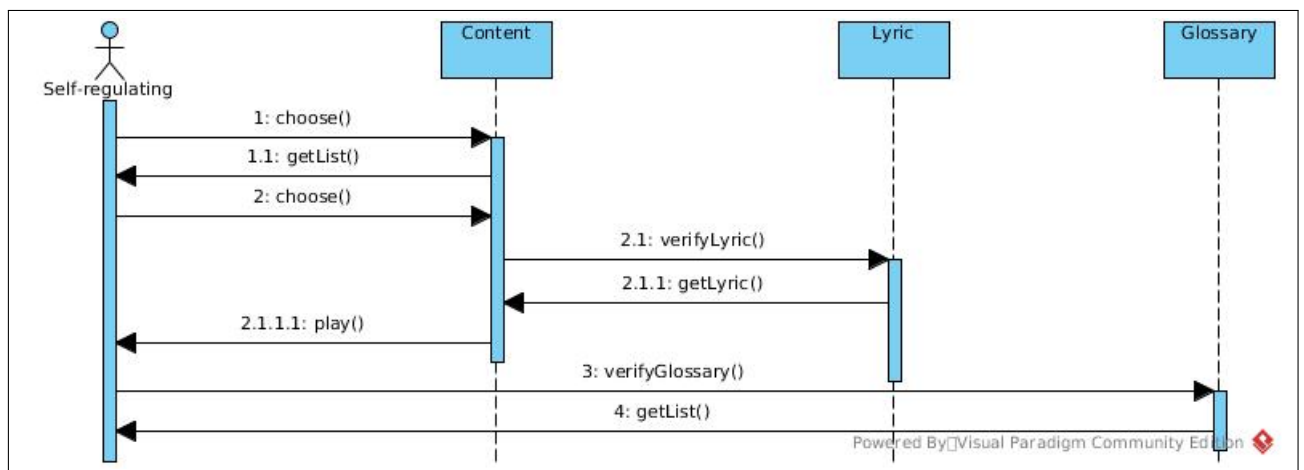 Content
Lyric
Glossary
Self-regulating
1: choose()
1.1: getList()
2: choose()
2.1: verifyLyric()
2.1.1: getLyric()
2.1.1.1: play()
3: verifyGlossary()
4: getList()
Powered By□Visual Paradigm Community Edition